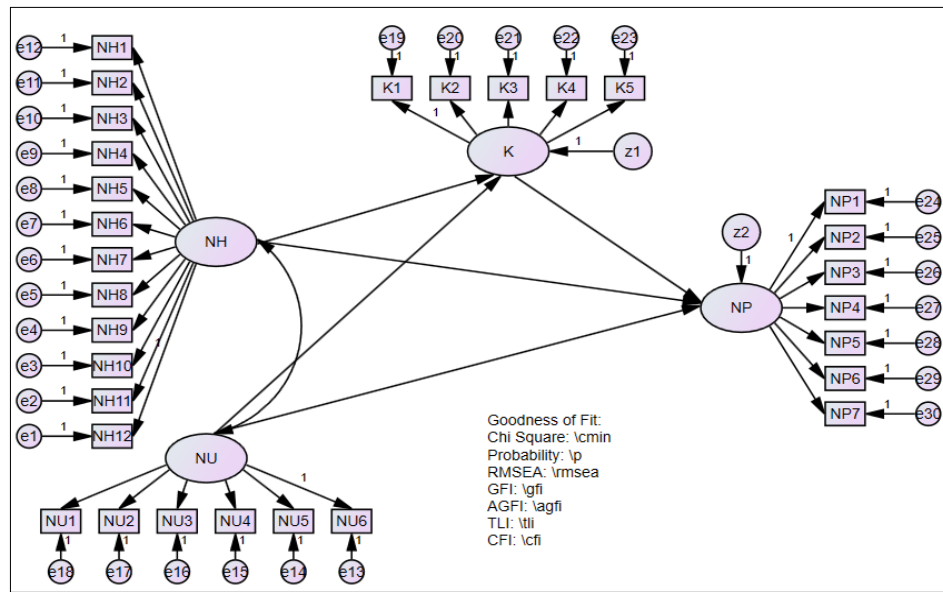 e12 1 NH1
e11 1 NH2
e10 1 NH3
e9 1 NH4
e8 1 NH5
e7 1 NH6
e6 1 NH7
e5 1 NH8
e4 1 NH9
e3 1 NH10
e2 1 NH11
e1 1 NH12
1
NH
e19 e20 e21 e22 e23
1 1 1 1 1
K1 K2 K3 K4 K5
1
K
1 z1
z2
1
NP
1
NP1 1 e24
NP2 1 e25
NP3 1 e26
NP4 1 e27
NP5 1 e28
NP6 1 e29
NP7 1 e30
NU
1
NU1 NU2 NU3 NU4 NU5 NU6
1 1 1 1 1 1
e18 e17 e16 e15 e14 e13
Goodness of Fit:
Chi Square: \cmin
Probability: \p
RMSEA: \rmsea
GFI: \gfi
AGFI: \agfi
TLI: \tli
CFI: \cfi